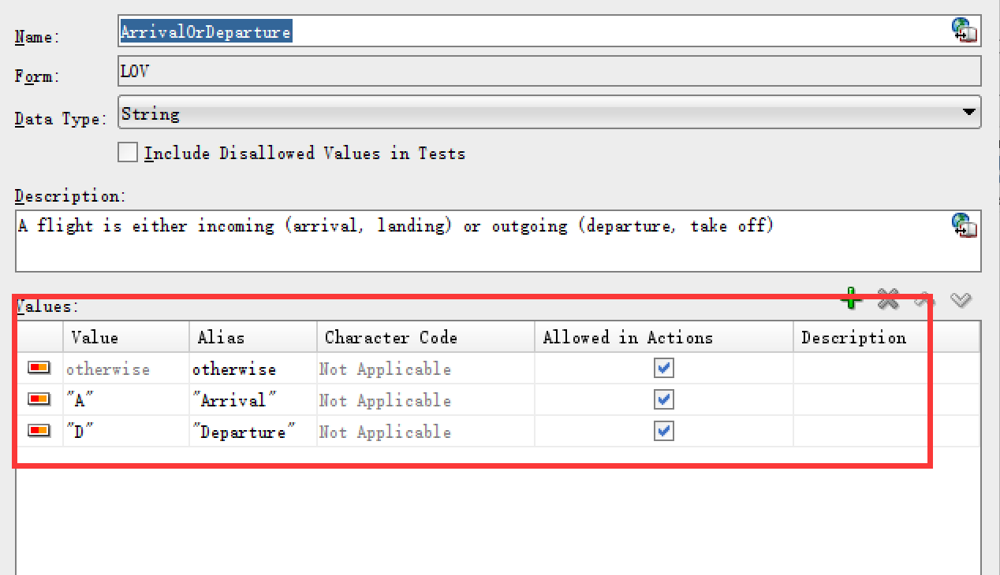 Name: ArrivalOrDeparture
Form: LOV
Data Type: String
Include Disallowed Values in Tests
Description:
A flight is either incoming (arrival, landing) or outgoing (departure, take off)
Values:
Value Alias Character Code Allowed in Actions Description
otherwise otherwise Not Applicable
"A" "Arrival" Not Applicable
"D" "Departure" Not Applicable